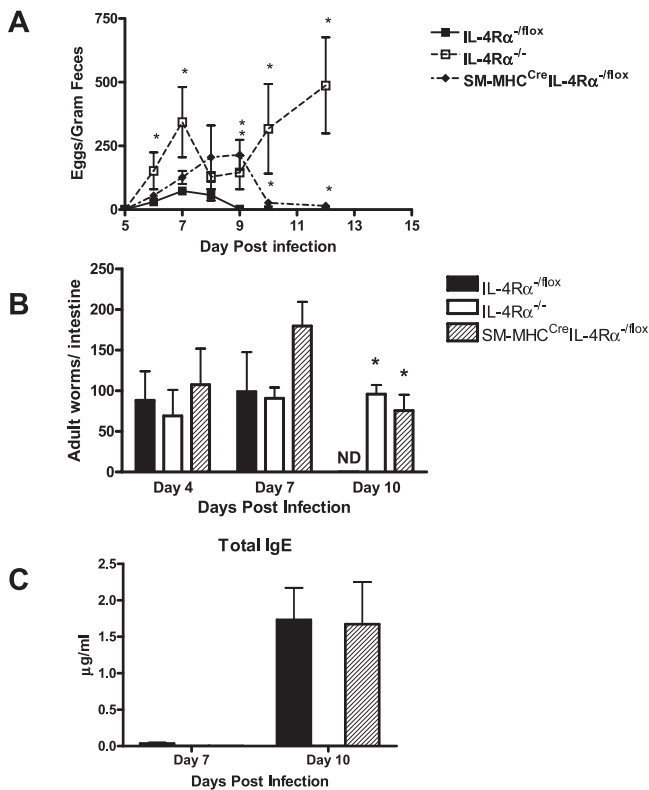 A
Eggs/Gram Feces
750
500
250
0
5
7
9
11
13
15
Day Post infection
*
*
*
*
*
*
*
*
IL-4Rα-/flox
IL-4Rα-/-
SM-MHCCreIL-4Rα-/flox
B
Adult worms/ intestine
250
200
150
100
50
0
ND
*
*
Day 4
Day 7
Day 10
Days Post Infection
IL-4Rα-/flox
IL-4Rα-/-
SM-MHCCreIL-4Rα-/flox
C
Total IgE
µg/ml
2.5
2.0
1.5
1.0
0.5
0.0
Day 7
Day 10
Days Post Infection